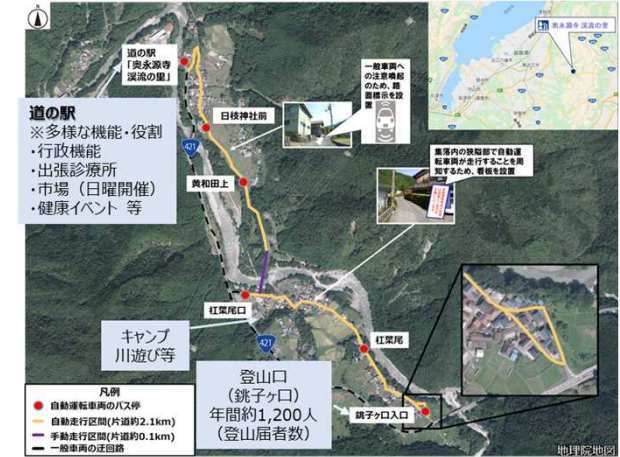 道の駅
「奥永源寺
渓流の里」
道の駅
※多様な機能・役割
・行政機能
・出張診療所
・市場（日曜開催）
・健康イベント 等
421
日枝神社前
黄和田上
一般車両へ
の注意喚起
のため、路
面標示を設
置
奥永源寺 渓流の里
集落内の狭隘部で自動運
転車両が走行することを周
知するため、看板を設置
杠葉尾口
キャンプ
川遊び等
421
杠葉尾
登山口
（銚子ヶ口）
年間約1,200人
（登山届者数）
銚子ケ口入口
凡例
自動運転車両のバス停
自動走行区間(片道約2.1km)
手動走行区間(片道約0.1km)
一般車両の迂回路
地理院地図